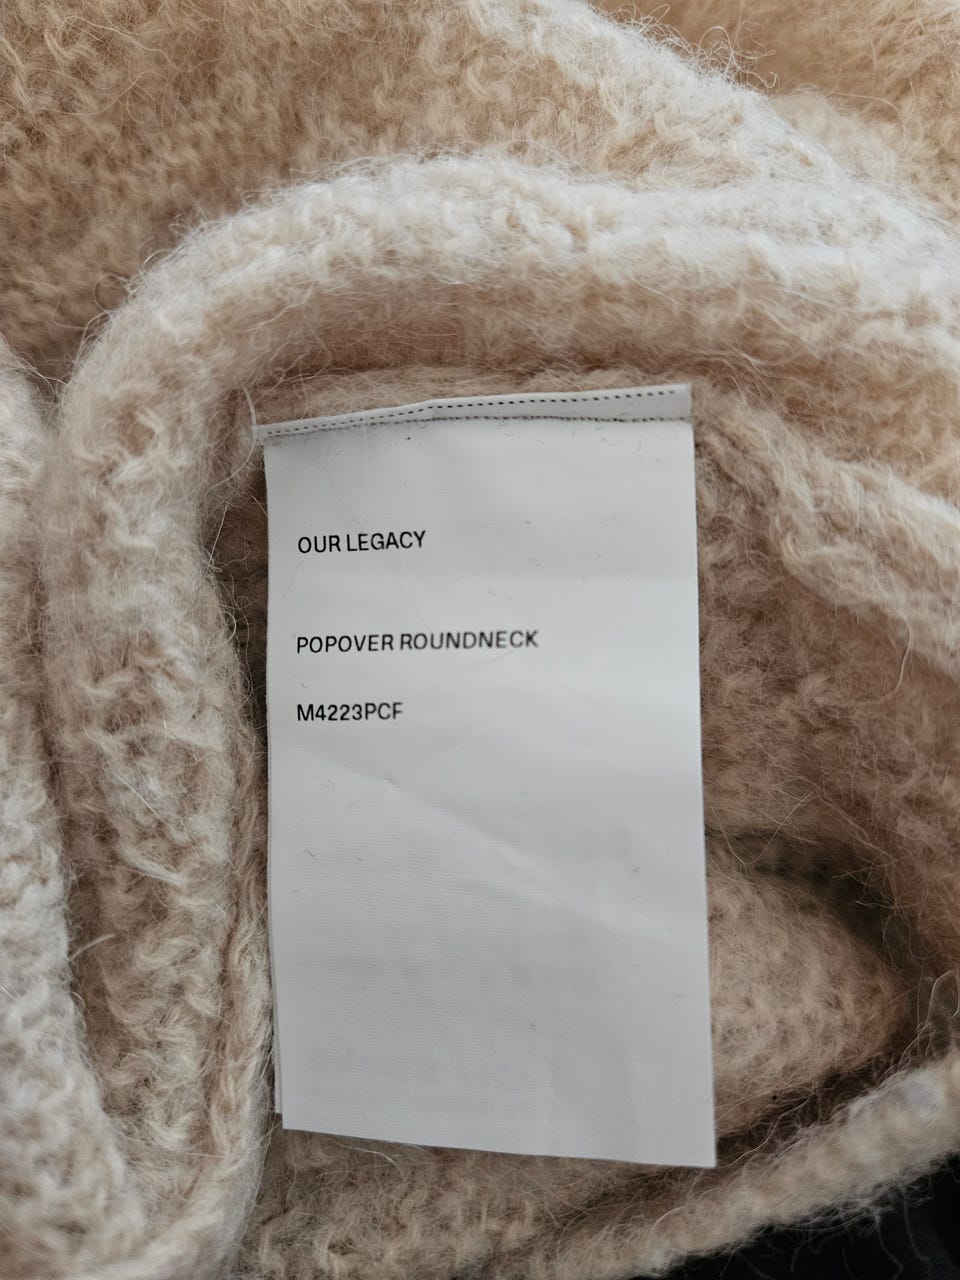 OUR LEGACY
POPOVER ROUNDNECK
M4223PCF